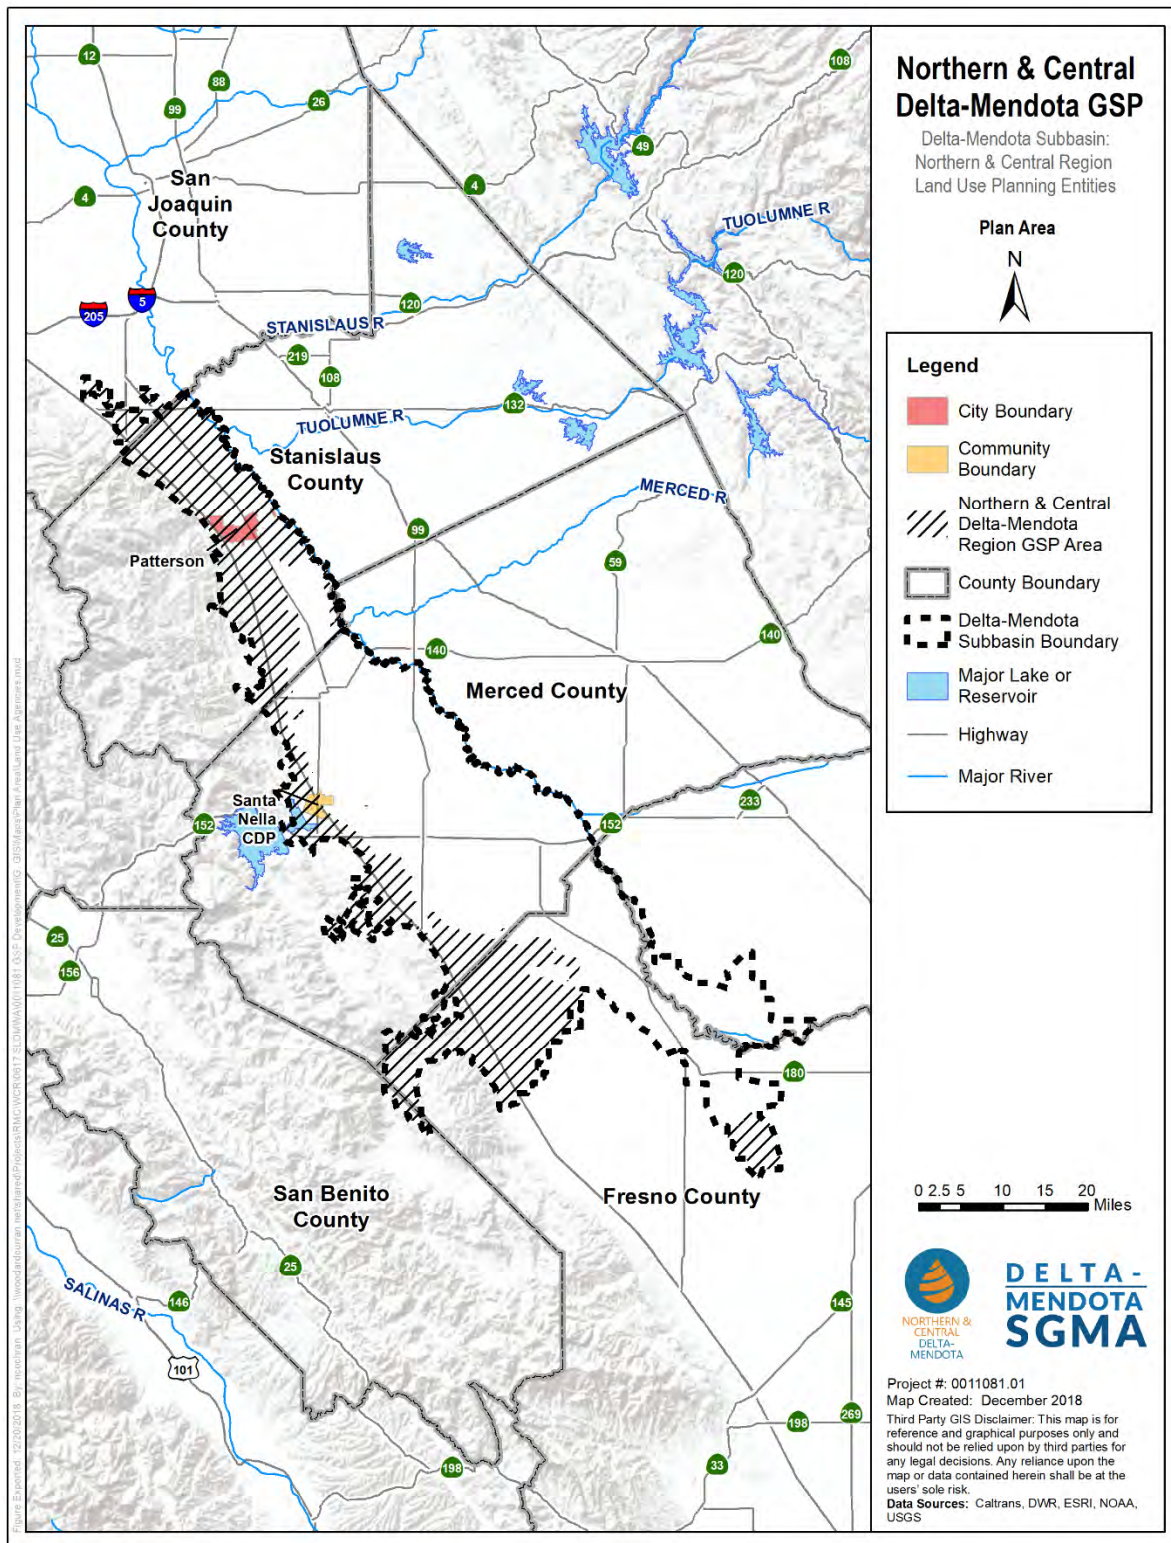 Northern & Central
Delta-Mendota GSP
Delta-Mendota Subbasin:
Northern & Central Region
Land Use Planning Entities
Plan Area
N
Legend
City Boundary
Community
Boundary
Northern & Central
Delta-Mendota
Region GSP Area
County Boundary
Delta-Mendota
Subbasin Boundary
Major Lake or
Reservoir
Highway
Major River
0 2.5 5 10 15 20
Miles
NORTHERN &
CENTRAL
DELTA-
MENDOTA
DELTA-
MENDOTA
SGMA
Project #: 0011081.01
Map Created: December 2018
Third Party GIS Disclaimer: This map is for
reference and graphical purposes only and
should not be relied upon by third parties for
any legal decisions. Any reliance upon the
map or data contained herein shall be at the
users' sole risk.
Data Sources: Caltrans, DWR, ESRI, NOAA,
USGS
12
88
99
26
108
49
4
4
San
Joaquin
County
TUOLUMNE R
120
5
205
120
STANISLAUS R
219
108
132
TUOLUMNE R
Stanislaus
County
MERCED R
99
59
Patterson
140
140
Merced County
Santa
Nella
CDP
152
233
152
25
156
180
San Benito
County
Fresno County
25
SALINAS R
146
101
145
198
269
33
198
Figure Exported: 12/20/2018 By: ncochran Using: